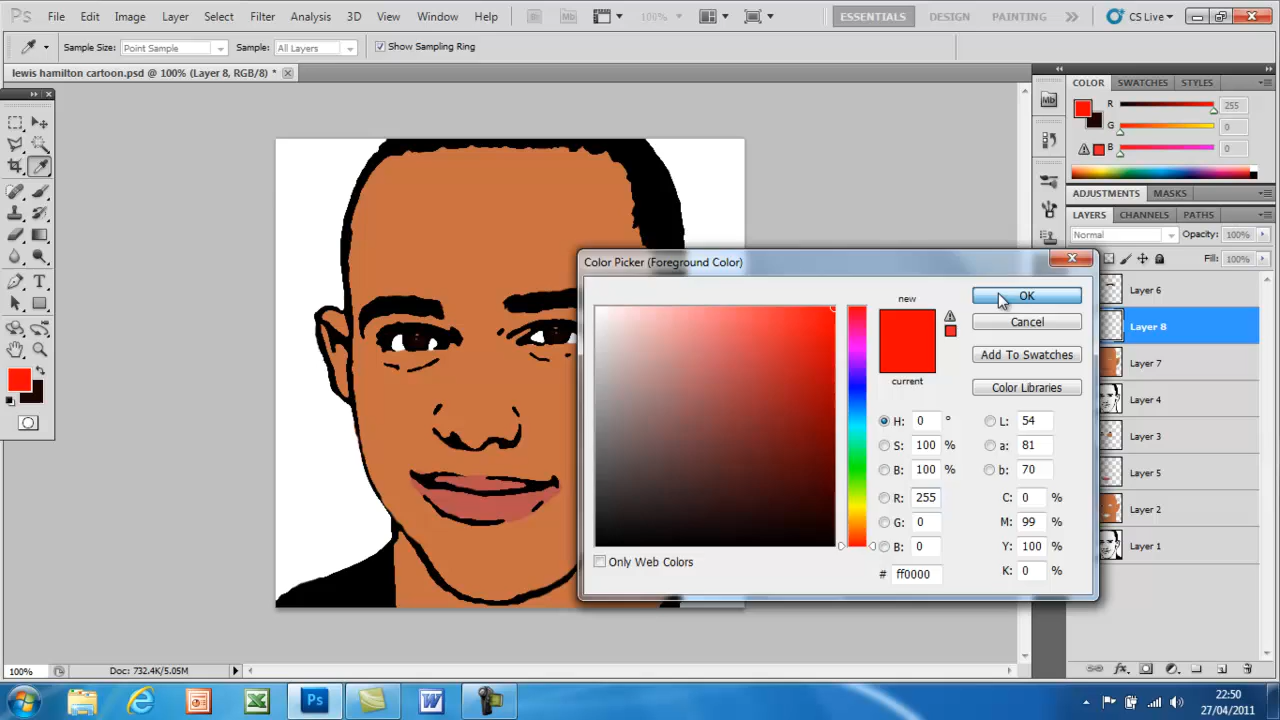 Ps File Edit Image Layer Select Filter Analysis 3D View Window Help Br Mb 100% ESSENTIALS DESIGN PAINTING CS Live
Sample Size: Point Sample Sample: All Layers Show Sampling Ring
lewis hamilton cartoon.psd @ 100% (Layer 8, RGB/8) *
COLOR SWATCHES STYLES
Mb
R 255
G 0
B 0
ADJUSTMENTS MASKS
LAYERS CHANNELS PATHS
Normal Opacity: 100%
Fill: 100%
Layer 6
Layer 8
Layer 7
Layer 4
Layer 3
Layer 5
Layer 2
Layer 1
Color Picker (Foreground Color)
new
current
OK
Cancel
Add To Swatches
Color Libraries
H: 0 ° L: 54
S: 100 % a: 81
B: 100 % b: 70
R: 255 C: 0 %
G: 0 M: 99 %
B: 0 Y: 100 %
# ff0000 K: 0 %
Only Web Colors
100% Doc: 732.4K/5.05M
Ps W
22:50
27/04/2011